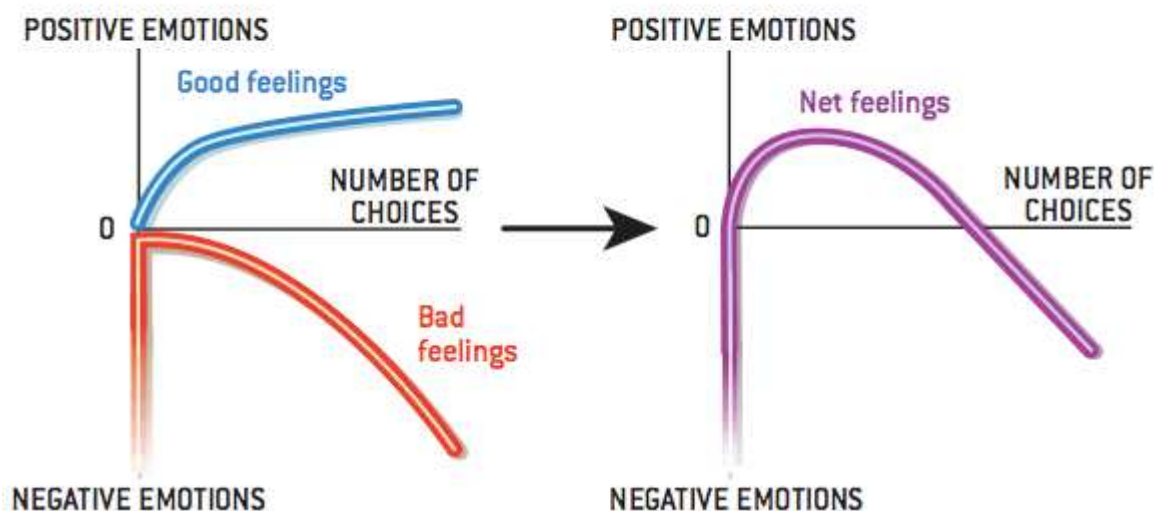 POSITIVE EMOTIONS
Good feelings
NUMBER OF
CHOICES
0
Bad
feelings
NEGATIVE EMOTIONS
POSITIVE EMOTIONS
Net feelings
NUMBER OF
CHOICES
0
NEGATIVE EMOTIONS